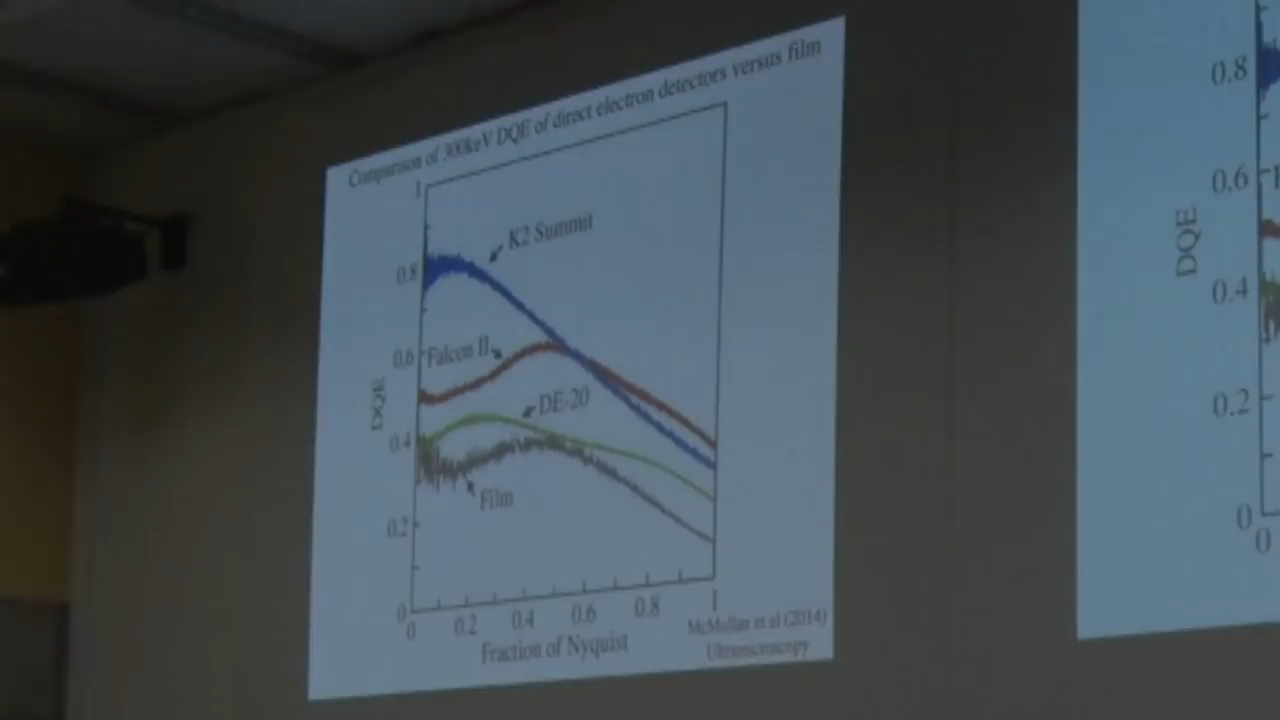 Comparison of 300keV DQE of direct electron detectors versus film
1
K2 Summit
0.8
0.6
Falcon II
DE-20
DQE
0.4
Film
0.2
0
0 0.2 0.4 0.6 0.8 1
Fraction of Nyquist
McMullan et al (2014)
Ultramicroscopy
0.8
0.6
DQE
0.4
0.2
0
0